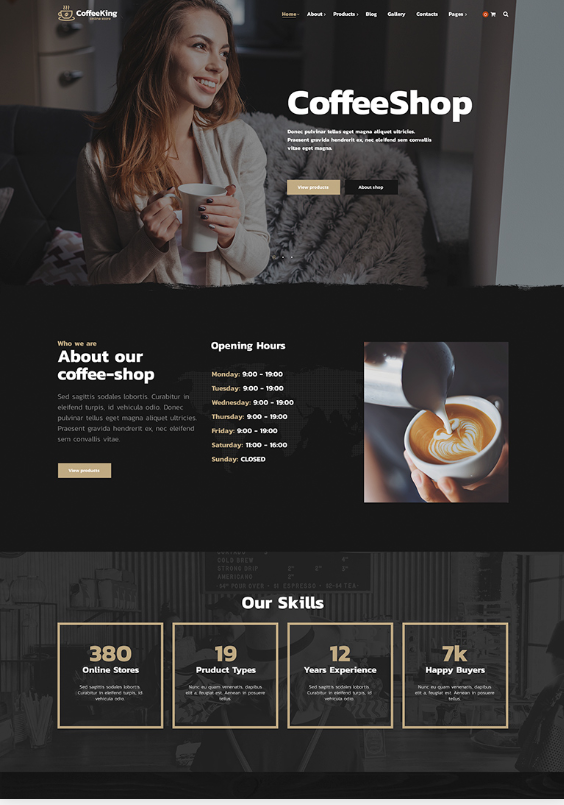 CoffeeKing
Home About Products Blog Gallery Contacts Pages
CoffeeShop
Donec pulvinar tellus eget magna aliquet ultricies.
Praesent gravida hendrerit ex, nec eleifend sem convallis
vitae eget magna.
View products About shop
Who we are
About our
coffee-shop
Sed sagittis sodales lobortis. Curabitur in
eleifend turpis, id vehicula odio. Donec
pulvinar tellus eget magna aliquet ultricies.
Praesent gravida hendrerit ex, nec eleifend
sem convallis vitae.
View products
Opening Hours
Monday: 9:00 - 19:00
Tuesday: 9:00 - 19:00
Wednesday: 9:00 - 19:00
Thursday: 9:00 - 19:00
Friday: 9:00 - 19:00
Saturday: 11:00 - 16:00
Sunday: CLOSED
COLD BREW
STRONG DRIP
AMERICANO
Our Skills
380
Online Stores
Sed sagittis sodales lobortis.
Curabitur in eleifend turpis, id
vehicula odio.
19
Pruduct Types
Nunc eu quam venenatis, dapibus
elit a, feugiat est. Aenean in posuere
tellus.
12
Years Experience
Sed sagittis sodales lobortis.
Curabitur in eleifend turpis, id
vehicula odio.
7k
Happy Buyers
Nunc eu quam venenatis, dapibus
elit a, feugiat est. Aenean in posuere
tellus.